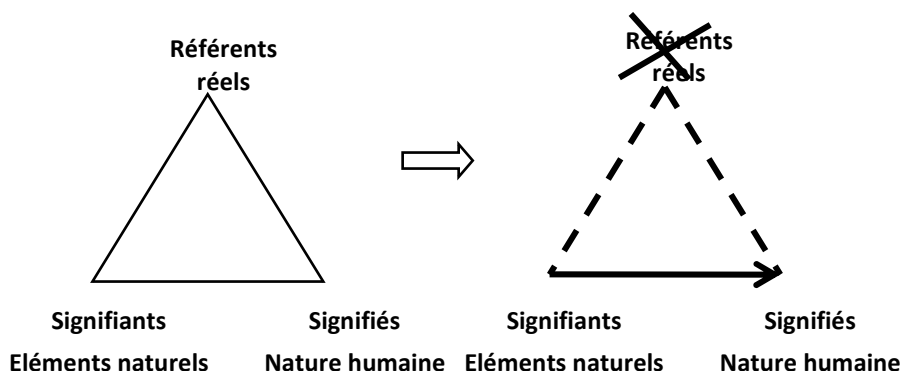 Référents
réels
Référents
réels
Signifiants
Signifiés
Signifiants
Signifiés
Eléments naturels
Nature humaine
Eléments naturels
Nature humaine